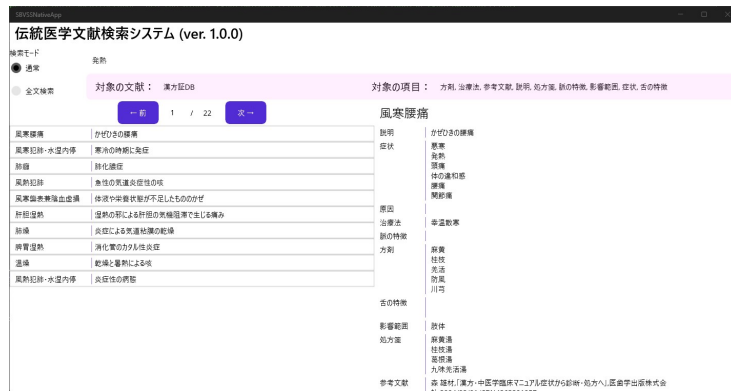 SBVSSNativeApp
伝統医学文献検索システム (ver. 1.0.0)
検索モード
通常
全文検索
発熱
対象の文献： 漢方証DB
対象の項目： 方剤, 治療法, 参考文献, 説明, 処方箋, 脈の特徴, 影響範囲, 症状, 舌の特徴
←前 1 / 22 次→
風寒腰痛 かぜひきの腰痛
風寒犯肺・水湿内停 寒冷の時期に発症
肺癰 肺化膿症
風熱犯肺 急性の気道炎症性の咳
風寒襲表兼陰血虚損 体液や栄養状態が不足したもののかぜ
肝胆湿熱 湿熱の邪による肝胆の気機阻滞で生じる痛み
肺燥 炎症による気道粘膜の乾燥
脾胃湿熱 消化管のカタル性炎症
温燥 乾燥と暑熱による咳
風熱犯肺・水湿内停 炎症性の病態
風寒腰痛
説明 かぜひきの腰痛
症状 悪寒
発熱
頭痛
体の違和感
腰痛
関節痛
原因
治療法 辛温散寒
脈の特徴
方剤 麻黄
桂枝
羌活
防風
川芎
舌の特徴
影響範囲 肢体
処方箋 麻黄湯
桂枝湯
葛根湯
九味羌活湯
参考文献 森 雄材,「漢方・中医学臨床マニュアル症状から診断・処方へ」,医歯学出版株式会